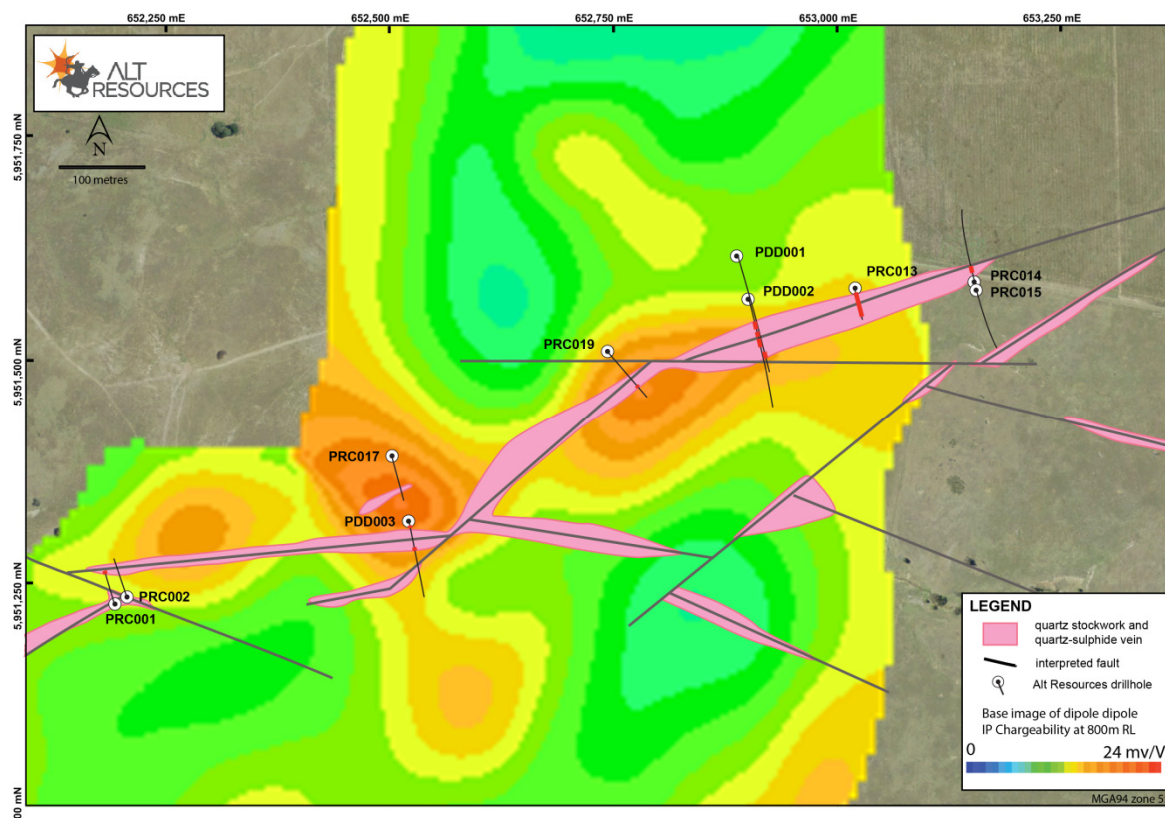 652,250 mE
652,500 mE
652,750 mE
653,000 mE
653,250 mE
ALT
RESOURCES
N
100 metres
5,951,750 mN
5,951,500 mN
5,951,250 mN
00 mN
PDD001
PDD002
PRC013
PRC014
PRC015
PRC019
PRC017
PDD003
PRC002
PRC001
LEGEND
quartz stockwork and
quartz-sulphide vein
interpreted fault
Alt Resources drillhole
Base image of dipole dipole
IP Chargeability at 800m RL
0
24 mv/V
MGA94 zone 5